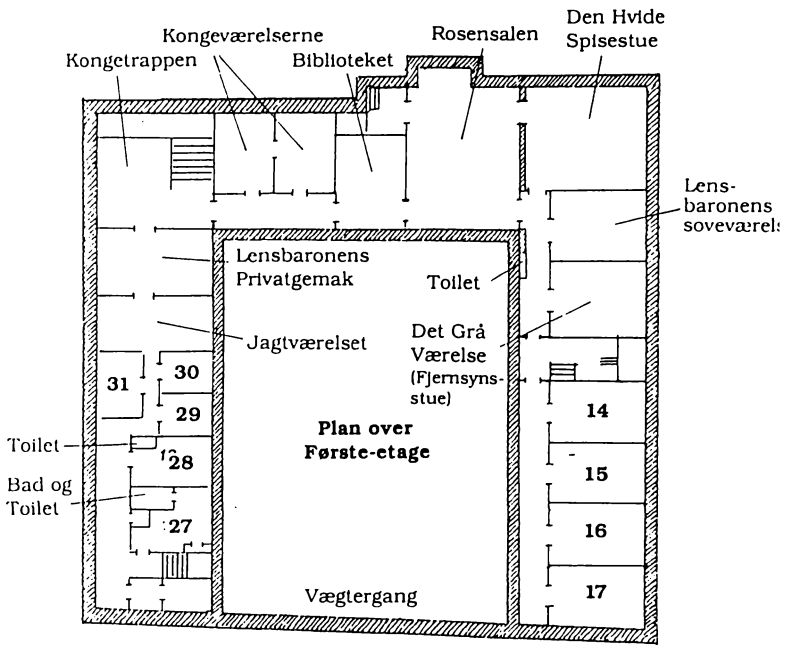 Den Hvide
Spisestue
Rosensalen
Kongeværelserne
Biblioteket
Kongetrappen
Lens-
baronens
soveværels
Lensbaronens
Privatgemak
Toilet
Jagtværelset
Det Grå
Værelse
(Fjernsyns-
stue)
31
30
29
14
Plan over
Første-etage
Toilet
28
15
Bad og
Toilet
27
16
17
Vægtergang